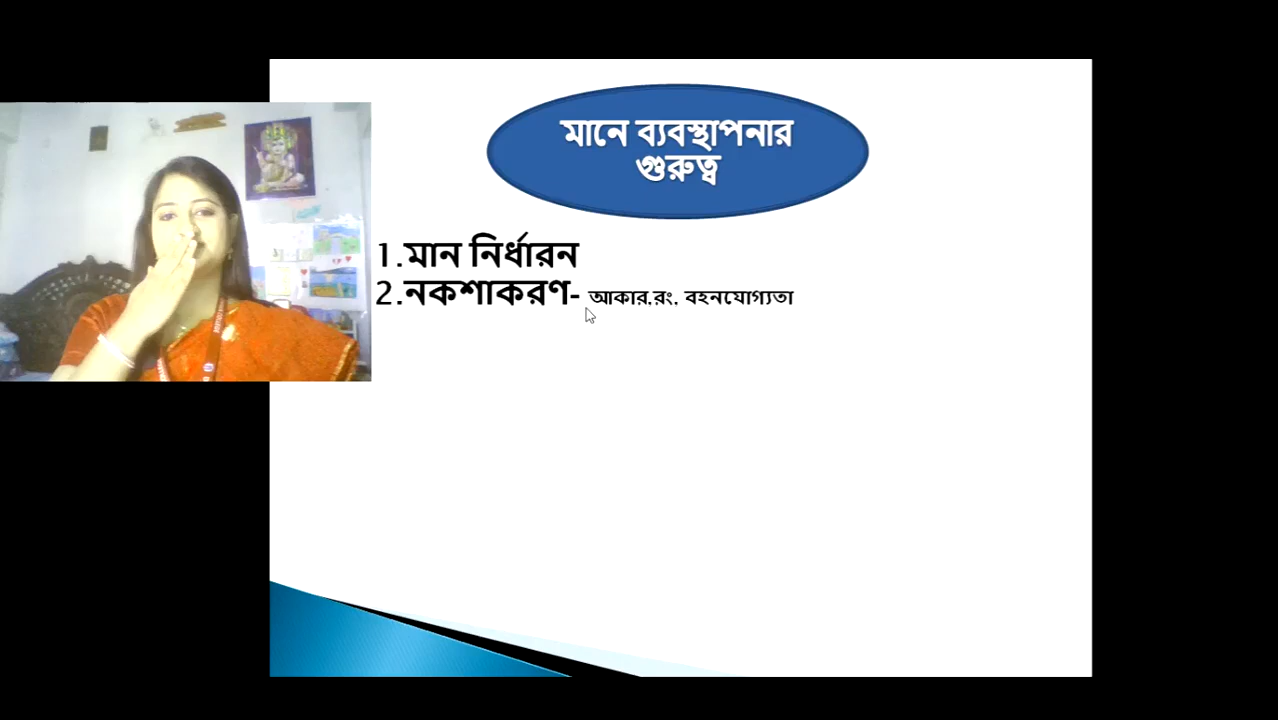 মানে ব্যবস্থাপনার
গুরুত্ব
1.মান নির্ধারন
2.নকশাকরণ- আকার.রং. বহনযোগ্যতা